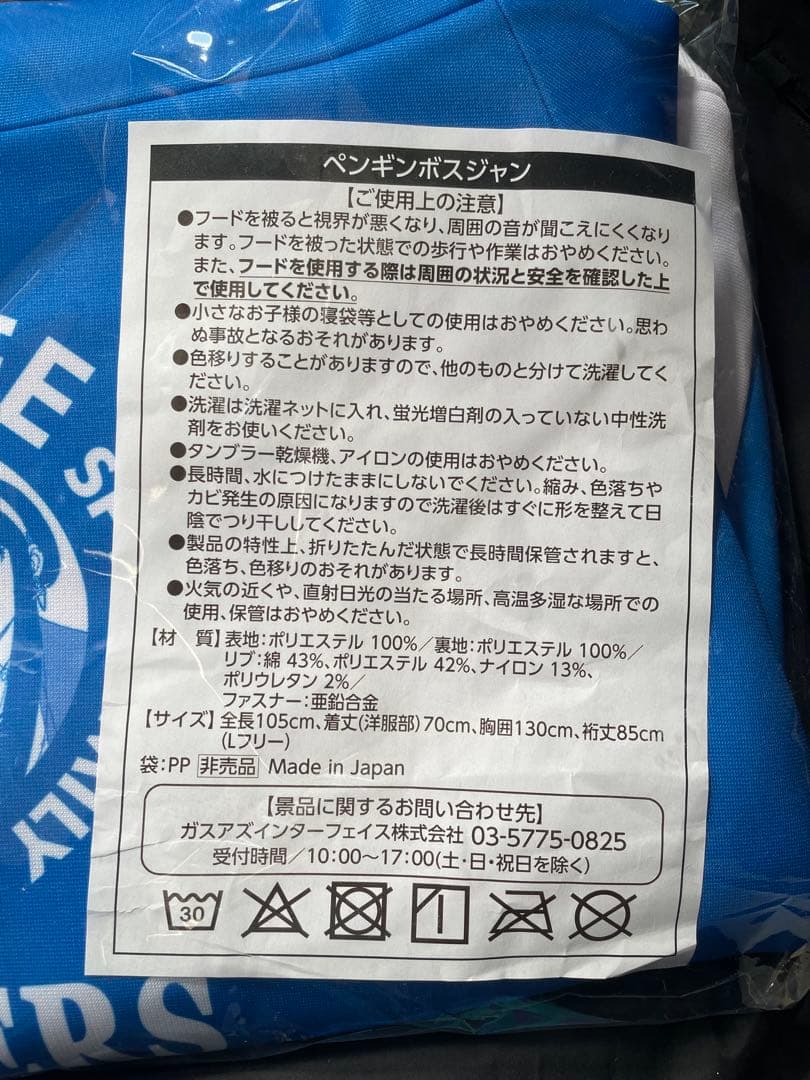 ペンギンボスジャン
【ご使用上の注意】
●フードを被ると視界が悪くなり、周囲の音が聞こえにくくなり
ます。フードを被った状態での歩行や作業はおやめください。
また、フードを使用する際は周囲の状況と安全を確認した上
で使用してください。
●小さなお子様の寝袋等としての使用はおやめください。思わ
ぬ事故となるおそれがあります。
●色移りすることがありますので、他のものと分けて洗濯してく
ださい。
●洗濯は洗濯ネットに入れ、蛍光増白剤の入っていない中性洗
剤をお使いください。
●タンブラー乾燥機、アイロンの使用はおやめください。
●長時間、水につけたままにしないでください。縮み、色落ちや
カビ発生の原因になりますので洗濯後はすぐに形を整えて日
陰でつり干ししてください。
●製品の特性上、折りたたんだ状態で長時間保管されますと、
色落ち、色移りのおそれがあります。
●火気の近くや、直射日光の当たる場所、高温多湿な場所での
使用、保管はおやめください。
【材 質】表地：ポリエステル 100%／裏地：ポリエステル 100%／
リブ：綿 43%、ポリエステル 42%、ナイロン 13%、
ポリウレタン 2%／
ファスナー：亜鉛合金
【サイズ】全長105cm、着丈(洋服部)70cm、胸囲130cm、裄丈85cm
(Lフリー)
袋：PP 非売品 Made in Japan
【景品に関するお問い合わせ先】
ガスアズインターフェイス株式会社 03-5775-0825
受付時間／10:00〜17:00(土・日・祝日を除く)
30